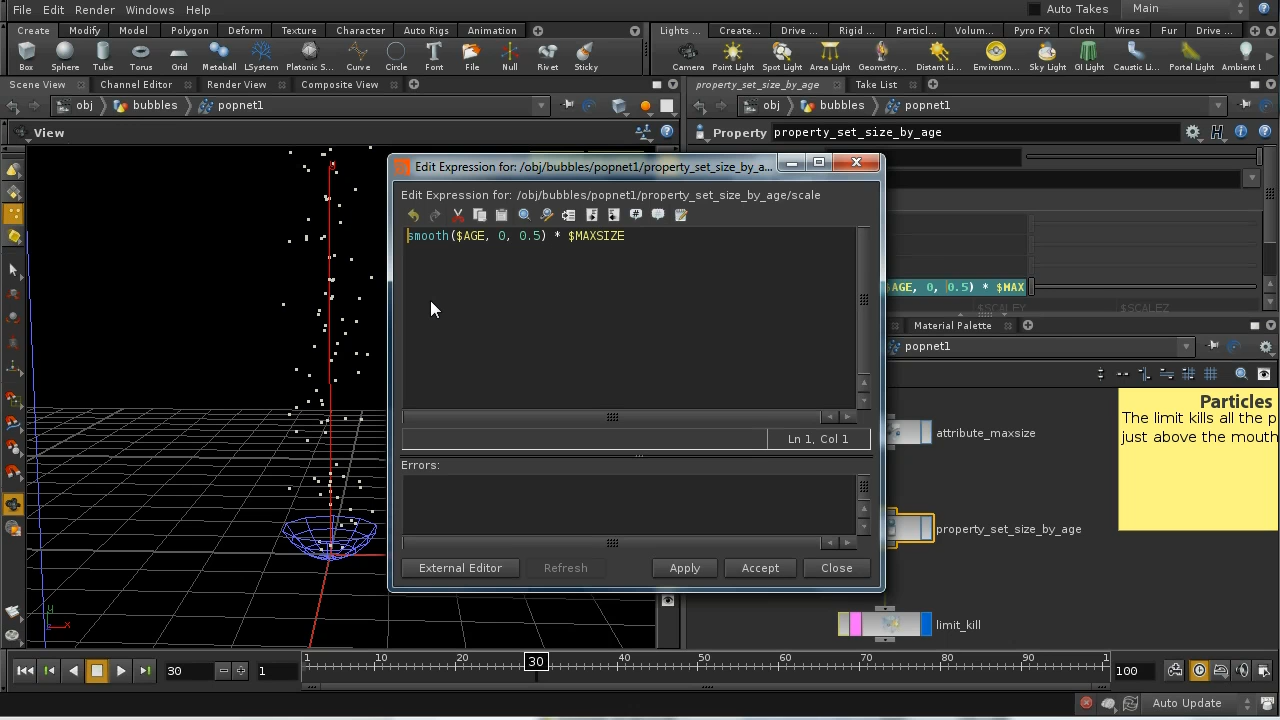 File Edit Render Windows Help
Auto Takes Main
Create Modify Model Polygon Deform Texture Character Auto Rigs Animation
Lights ... Create... Drive ... Rigid ... Particl... Volum... Pyro FX Cloth Wires Fur Drive ...
Box Sphere Tube Torus Grid Metaball LSystem Platonic S... Curve Circle Font File Null Rivet Sticky
Camera Point Light Spot Light Area Light Geometry... Distant Li... Environm... Sky Light GI Light Caustic Li... Portal Light Ambient L
Scene View Channel Editor Render View Composite View
property_set_size_by_age Take List
obj bubbles popnet1
obj bubbles popnet1
View
Property property_set_size_by_age
Edit Expression for: /obj/bubbles/popnet1/property_set_size_by_a...
Edit Expression for: /obj/bubbles/popnet1/property_set_size_by_age/scale
smooth($AGE, 0, 0.5) * $MAXSIZE
$AGE, 0, 0.5) * $MAX
$SCALEY $SCALEZ
Material Palette
popnet1
Particles
The limit kills all the p
just above the mouth
attribute_maxsize
Ln 1, Col 1
Errors:
property_set_size_by_age
External Editor Refresh Apply Accept Close
limit_kill
y
x
30 1 1 10 20 30 40 50 60 70 80 90 1 100
Auto Update